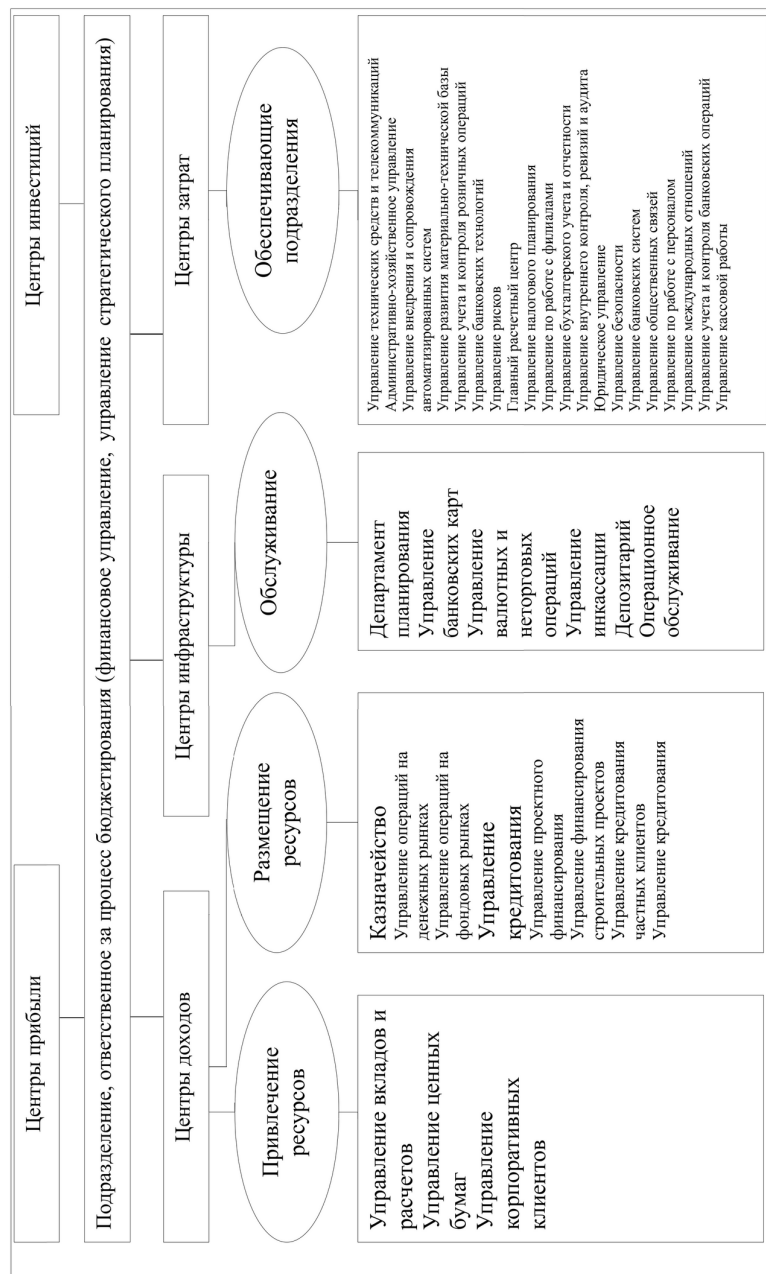 Центры прибыли
Центры инвестиций
Подразделение, ответственное за процесс бюджетирования (финансовое управление, управление стратегического планирования)
Центры доходов
Центры инфраструктуры
Центры затрат
Привлечение
ресурсов
Размещение
ресурсов
Обслуживание
Обеспечивающие
подразделения
Управление вкладов и
расчетов
Управление ценных
бумаг
Управление
корпоративных
клиентов
Казначейство
Управление операций на
денежных рынках
Управление операций на
фондовых рынках
Управление
кредитования
Управление проектного
финансирования
Управление финансирования
строительных проектов
Управление кредитования
частных клиентов
Управление кредитования
Департамент
планирования
Управление
банковских карт
Управление
валютных и
неторговых
операций
Управление
инкассации
Депозитарий
Операционное
обслуживание
Управление технических средств и телекоммуникаций
Административно-хозяйственное управление
Управление внедрения и сопровождения
автоматизированных систем
Управление развития материально-технической базы
Управление учета и контроля розничных операций
Управление банковских технологий
Управление рисков
Главный расчетный центр
Управление налогового планирования
Управление по работе с филиалами
Управление бухгалтерского учета и отчетности
Управление внутреннего контроля, ревизий и аудита
Юридическое управление
Управление безопасности
Управление банковских систем
Управление общественных связей
Управление по работе с персоналом
Управление международных отношений
Управление учета и контроля банковских операций
Управление кассовой работы